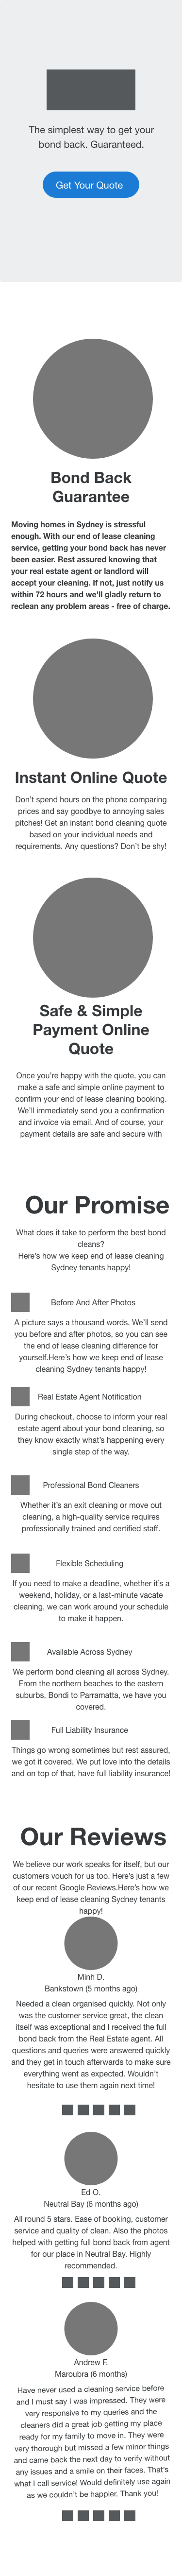 The simplest way to get your
bond back. Guaranteed.
Get Your Quote
Bond Back
Guarantee
Moving homes in Sydney is stressful
enough. With our end of lease cleaning
service, getting your bond back has never
been easier. Rest assured knowing that
your real estate agent or landlord will
accept your cleaning. If not, just notify us
within 72 hours and we'll gladly return to
reclean any problem areas - free of charge.
Instant Online Quote
Don't spend hours on the phone comparing
prices and say goodbye to annoying sales
pitches! Get an instant bond cleaning quote
based on your individual needs and
requirements. Any questions? Don't be shy!
Safe & Simple
Payment Online
Quote
Once you're happy with the quote, you can
make a safe and simple online payment to
confirm your end of lease cleaning booking.
We'll immediately send you a confirmation
and invoice via email. And of course, your
payment details are safe and secure with
Our Promise
What does it take to perform the best bond
cleans?
Here's how we keep end of lease cleaning
Sydney tenants happy!
Before And After Photos
A picture says a thousand words. We'll send
you before and after photos, so you can see
the end of lease cleaning difference for
yourself.Here's how we keep end of lease
cleaning Sydney tenants happy!
Real Estate Agent Notification
During checkout, choose to inform your real
estate agent about your bond cleaning, so
they know exactly what's happening every
single step of the way.
Professional Bond Cleaners
Whether it's an exit cleaning or move out
cleaning, a high-quality service requires
professionally trained and certified staff.
Flexible Scheduling
If you need to make a deadline, whether it's a
weekend, holiday, or a last-minute vacate
cleaning, we can work around your schedule
to make it happen.
Available Across Sydney
We perform bond cleaning all across Sydney.
From the northern beaches to the eastern
suburbs, Bondi to Parramatta, we have you
covered.
Full Liability Insurance
Things go wrong sometimes but rest assured,
we got it covered. We put love into the details
and on top of that, have full liability insurance!
Our Reviews
We believe our work speaks for itself, but our
customers vouch for us too. Here's just a few
of our recent Google Reviews.Here's how we
keep end of lease cleaning Sydney tenants
happy!
Minh D.
Bankstown (5 months ago)
Needed a clean organised quickly. Not only
was the customer service great, the clean
itself was exceptional and I received the full
bond back from the Real Estate agent. All
questions and queries were answered quickly
and they get in touch afterwards to make sure
everything went as expected. Wouldn't
hesitate to use them again next time!
Ed O.
Neutral Bay (6 months ago)
All round 5 stars. Ease of booking, customer
service and quality of clean. Also the photos
helped with getting full bond back from agent
for our place in Neutral Bay. Highly
recommended.
Andrew F.
Maroubra (6 months)
Have never used a cleaning service before
and I must say I was impressed. They were
very responsive to my queries and the
cleaners did a great job getting my place
ready for my family to move in. They were
very thorough but missed a few minor things
and came back the next day to verify without
any issues and a smile on their faces. That's
what I call service! Would definitely use again
as we couldn't be happier. Thank you!